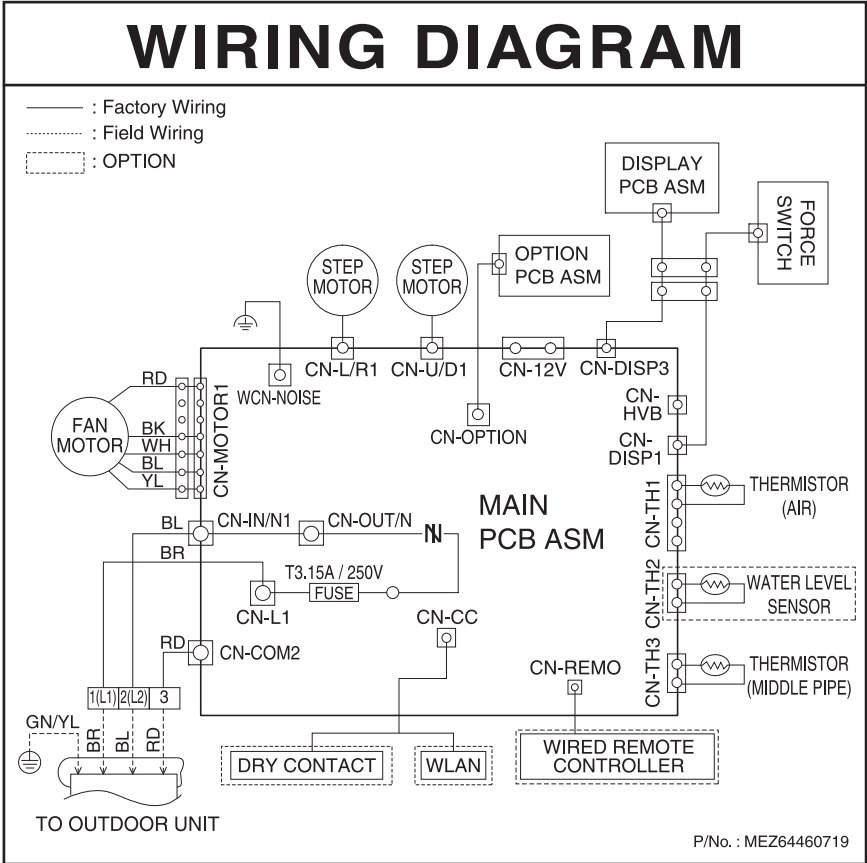 WIRING DIAGRAM
: Factory Wiring
: Field Wiring
: OPTION
DISPLAY
PCB ASM
FORCE
SWITCH
STEP
MOTOR
STEP
MOTOR
OPTION
PCB ASM
CN-L/R1
CN-U/D1
CN-12V
CN-DISP3
WCN-NOISE
CN-OPTION
CN-
HVB
CN-
DISP1
RD
BK
WH
BL
YL
FAN
MOTOR
CN-MOTOR1
MAIN
PCB ASM
CN-TH1
THERMISTOR
(AIR)
BL
CN-IN/N1
CN-OUT/N
BR
T3.15A / 250V
FUSE
CN-L1
CN-TH2
WATER LEVEL
SENSOR
CN-CC
RD
CN-COM2
CN-REMO
CN-TH3
THERMISTOR
(MIDDLE PIPE)
1(L1) 2(L2) 3
GN/YL
BR
BL
RD
DRY CONTACT
WLAN
WIRED REMOTE
CONTROLLER
TO OUTDOOR UNIT
P/No. : MEZ64460719